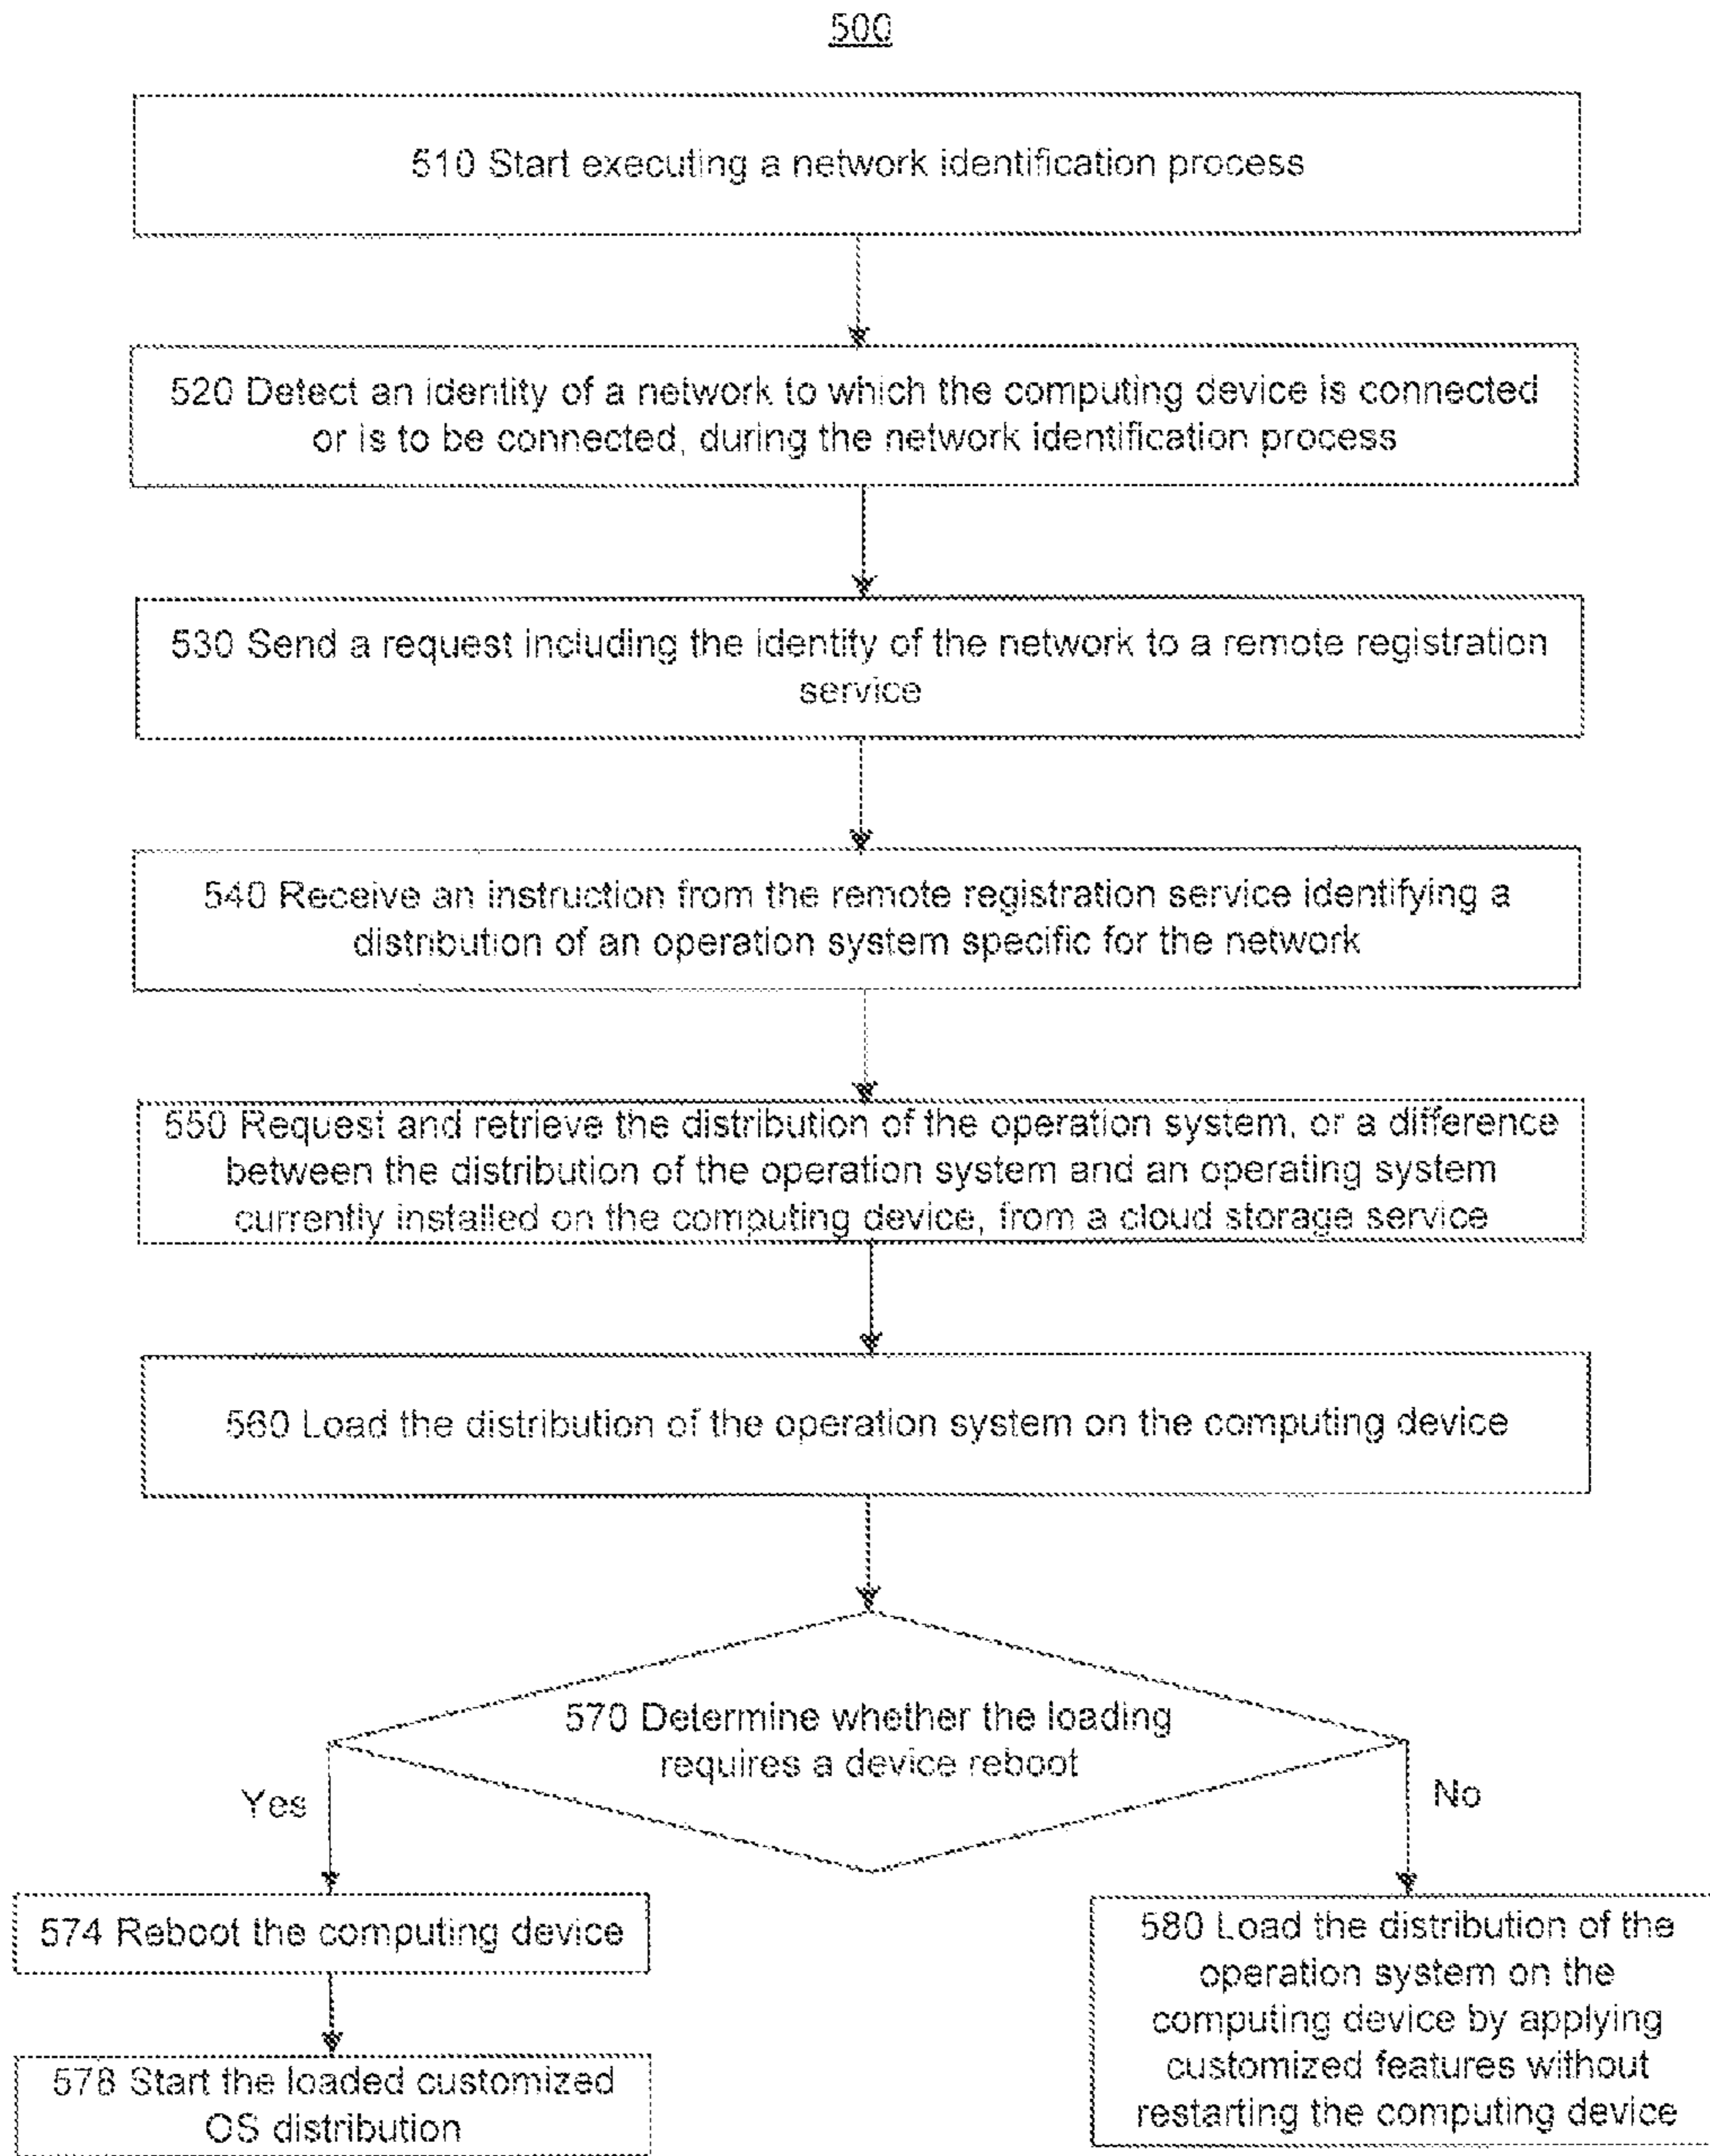 500
510 Start executing a network identification process
520 Detect an identity of a network to which the computing device is connected
or is to be connected, during the network identification process
530 Send a request including the identity of the network to a remote registration
service
540 Receive an instruction from the remote registration service identifying a
distribution of an operation system specific for the network
550 Request and retrieve the distribution of the operation system, or a difference
between the distribution of the operation system and an operating system
currently installed on the computing device, from a cloud storage service
560 Load the distribution of the operation system on the computing device
570 Determine whether the loading
requires a device reboot
Yes
No
574 Reboot the computing device
578 Start the loaded customized
OS distribution
580 Load the distribution of the
operation system on the
computing device by applying
customized features without
restarting the computing device